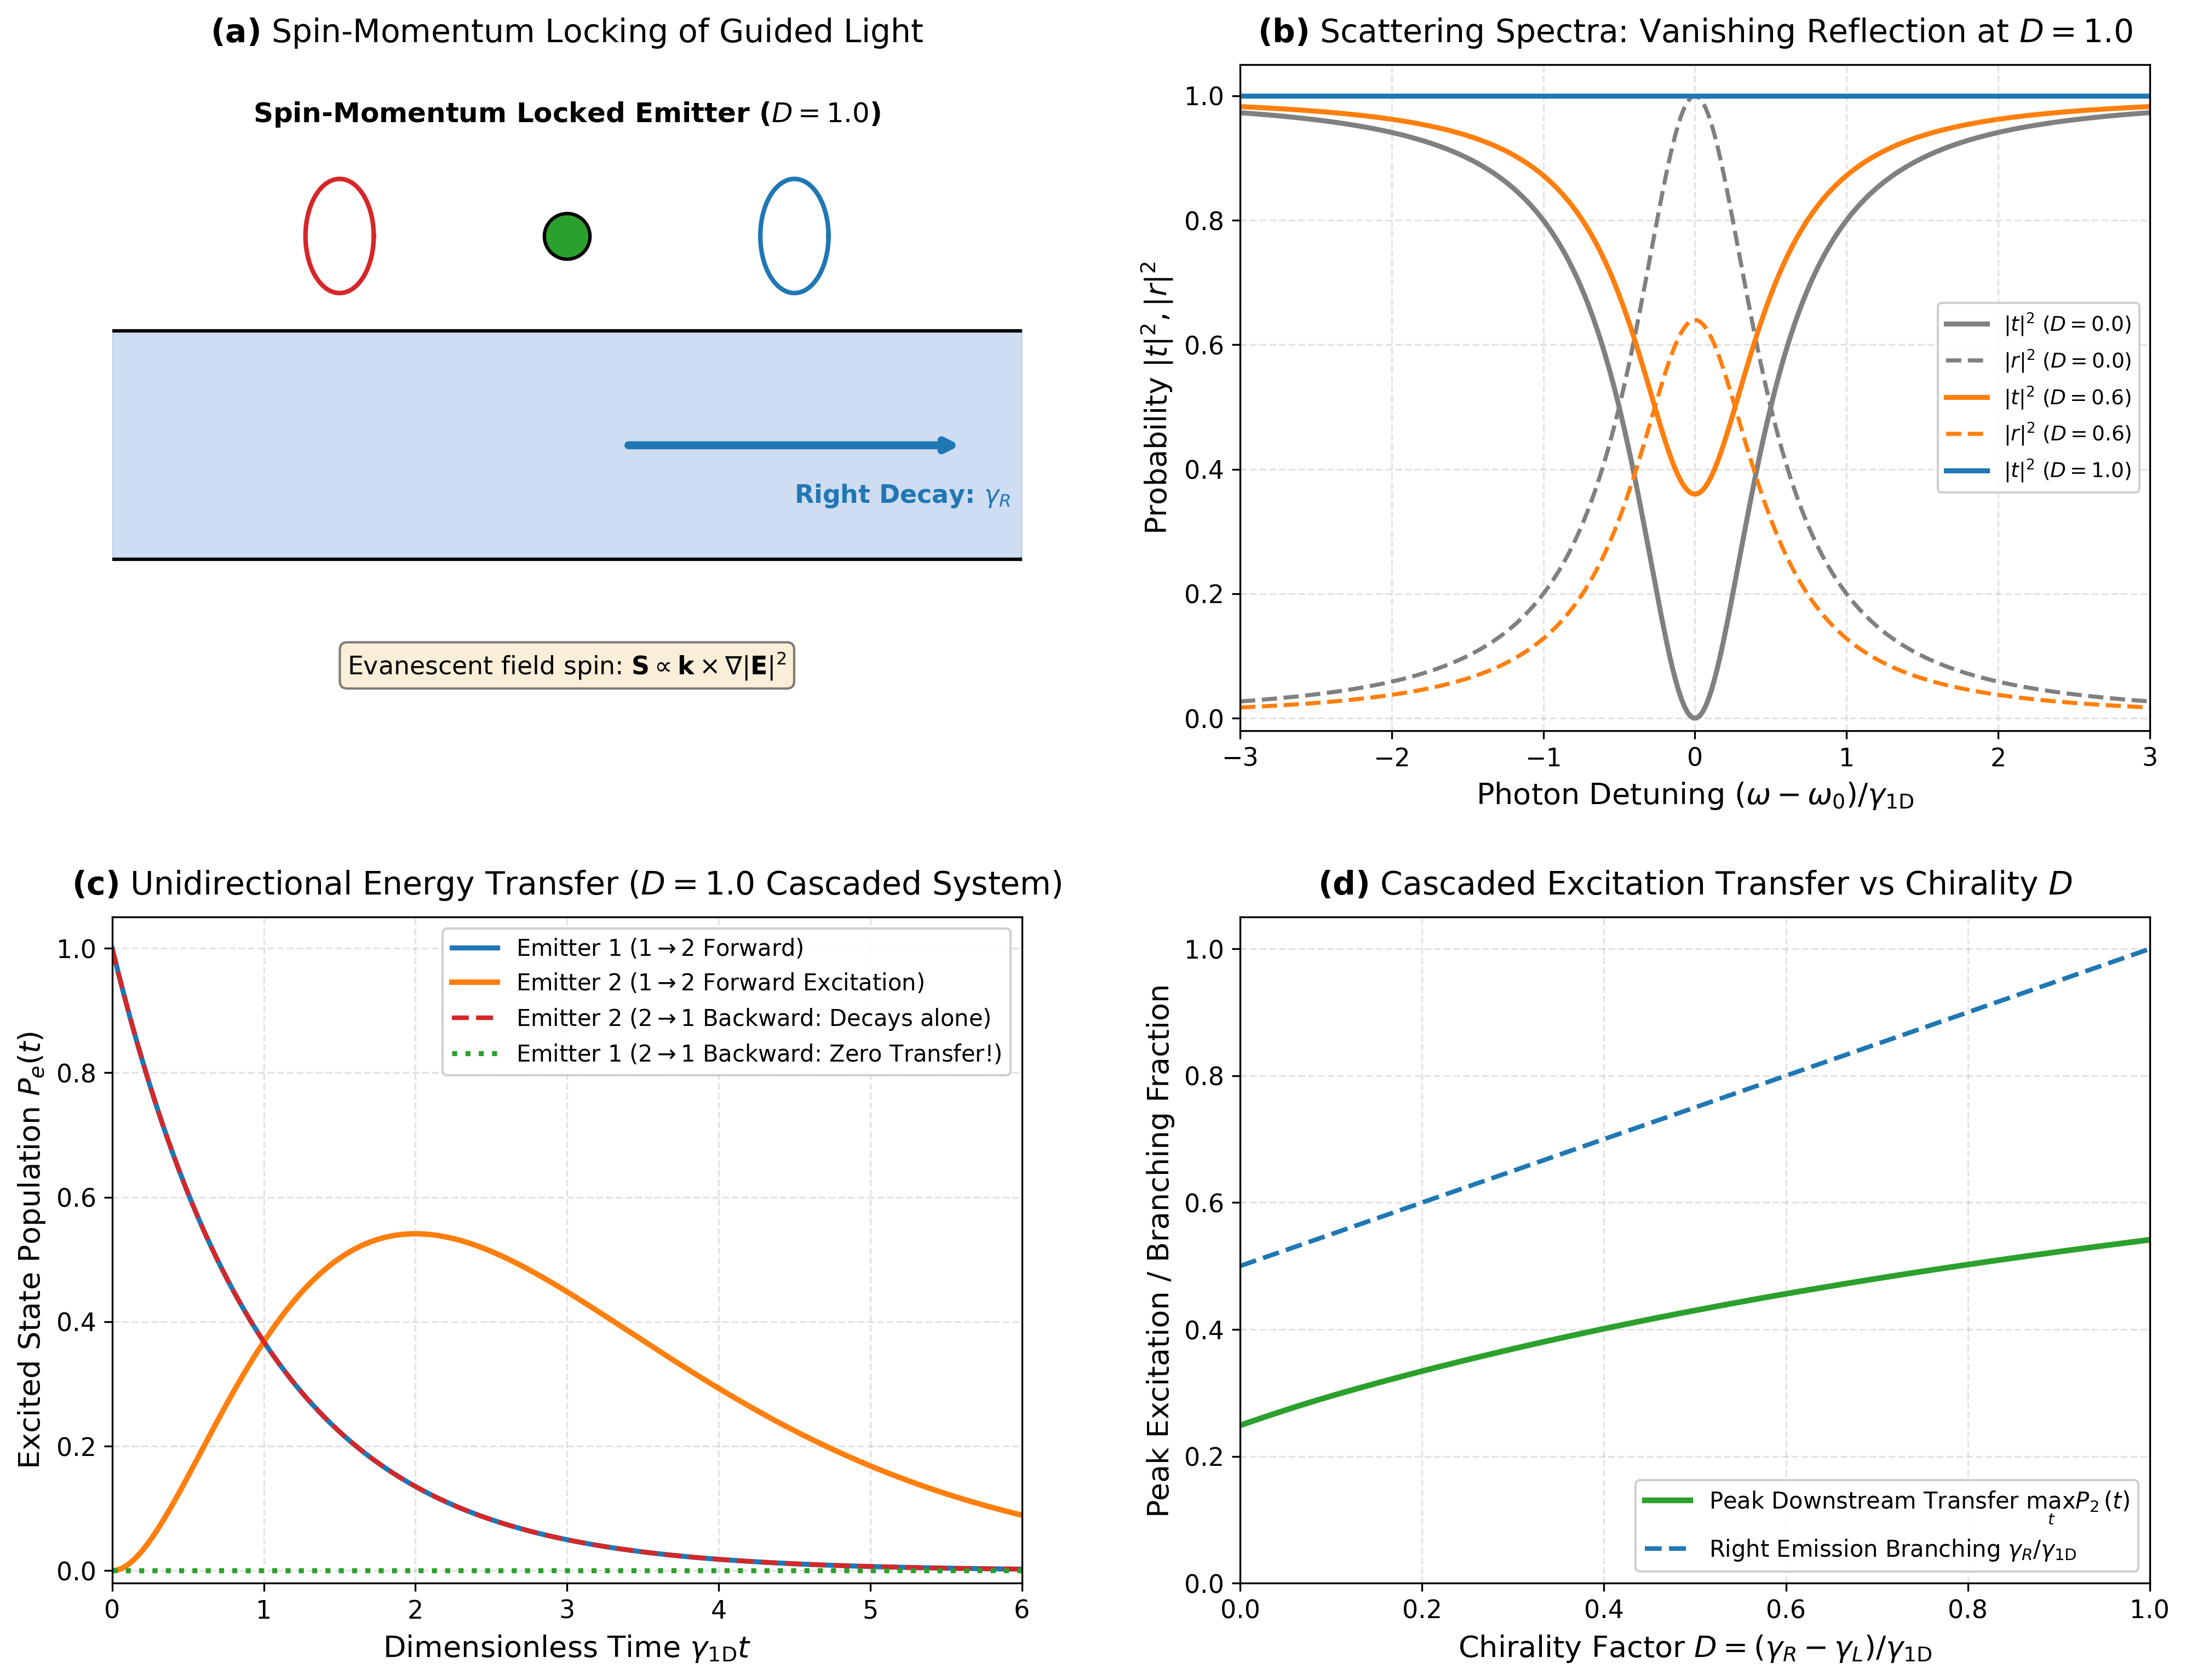 (a) Spin-Momentum Locking of Guided Light
Spin-Momentum Locked Emitter (D = 1.0)
Right Decay: γ_R
Evanescent field spin: S ∝ k × ∇|E|²
(b) Scattering Spectra: Vanishing Reflection at D = 1.0
Probability |t|², |r|²
1.0
0.8
0.6
0.4
0.2
0.0
|t|² (D = 0.0)
|r|² (D = 0.0)
|t|² (D = 0.6)
|r|² (D = 0.6)
|t|² (D = 1.0)
−3 −2 −1 0 1 2 3
Photon Detuning (ω − ω₀)/γ_1D
(c) Unidirectional Energy Transfer (D = 1.0 Cascaded System)
Excited State Population P_e(t)
1.0
0.8
0.6
0.4
0.2
0.0
Emitter 1 (1 → 2 Forward)
Emitter 2 (1 → 2 Forward Excitation)
Emitter 2 (2 → 1 Backward: Decays alone)
Emitter 1 (2 → 1 Backward: Zero Transfer!)
0 1 2 3 4 5 6
Dimensionless Time γ_1D t
(d) Cascaded Excitation Transfer vs Chirality D
Peak Excitation / Branching Fraction
1.0
0.8
0.6
0.4
0.2
0.0
Peak Downstream Transfer max_t P₂(t)
Right Emission Branching γ_R/γ_1D
0.0 0.2 0.4 0.6 0.8 1.0
Chirality Factor D = (γ_R − γ_L)/γ_1D